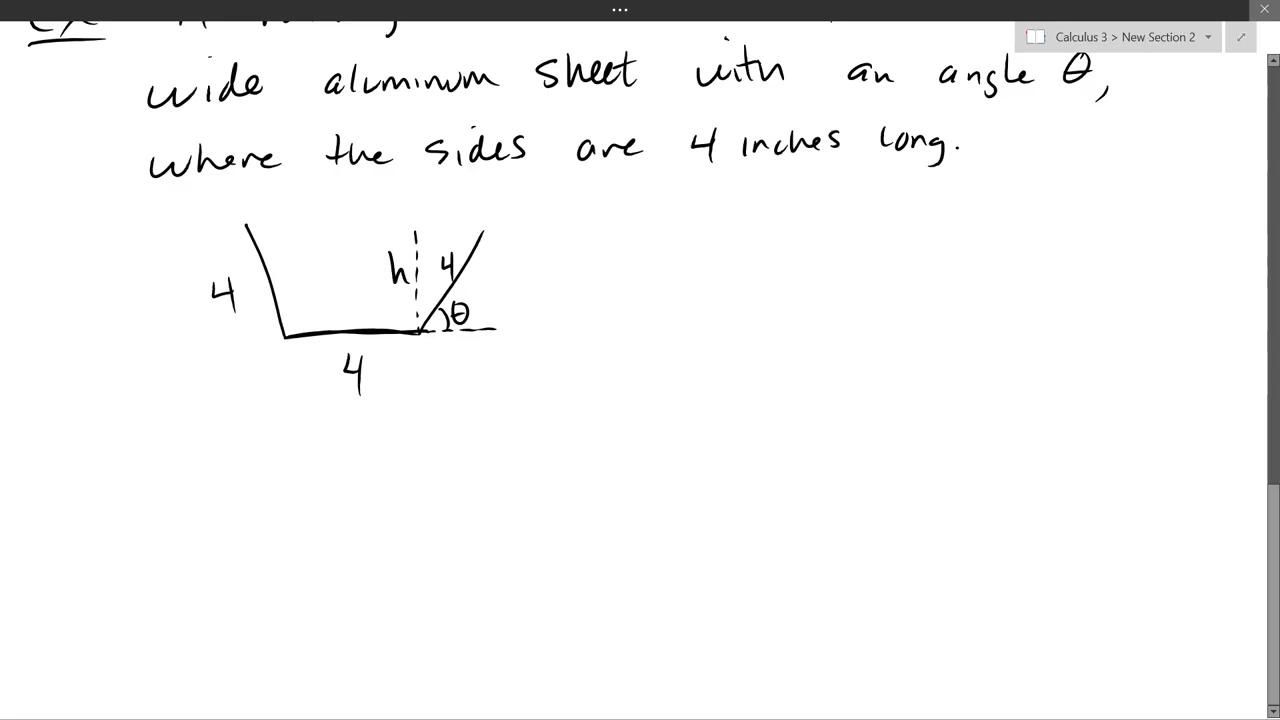 Calculus 3 > New Section 2
wide aluminum sheet with an angle θ,
where the sides are 4 inches long.
h 4
4 θ
4